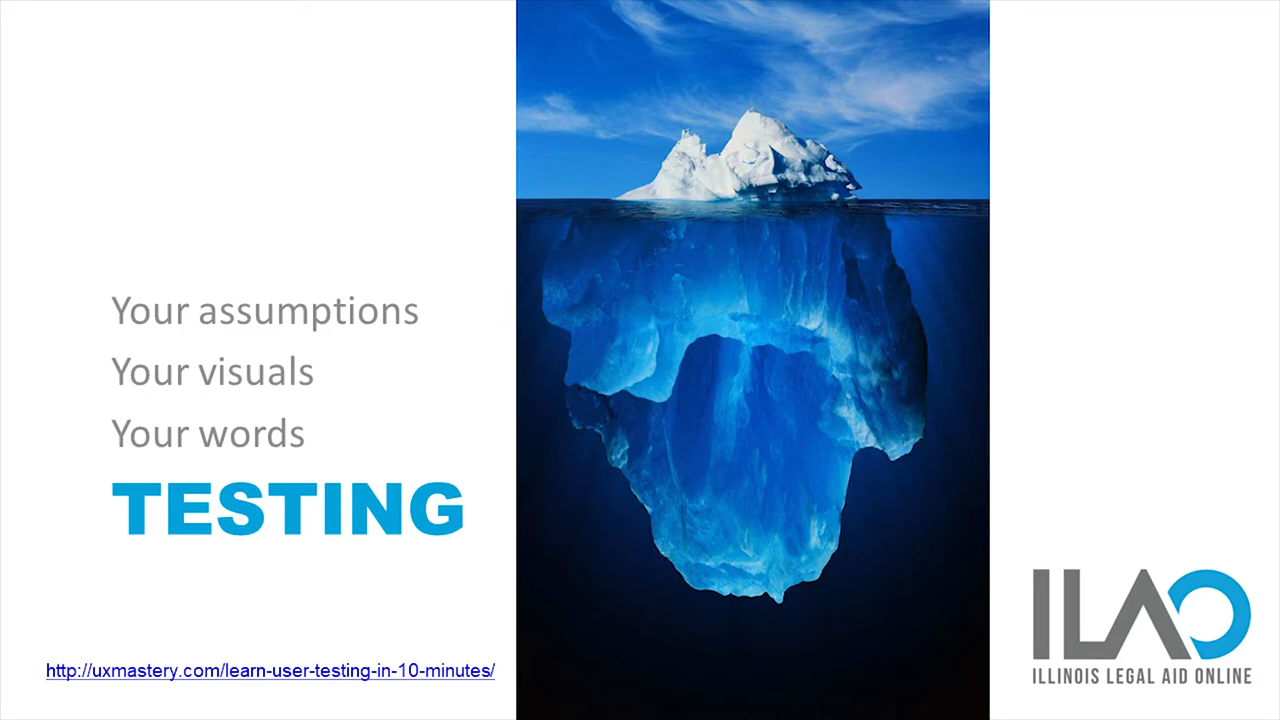 Your assumptions
Your visuals
Your words
TESTING
http://uxmastery.com/learn-user-testing-in-10-minutes/
ILAO
ILLINOIS LEGAL AID ONLINE